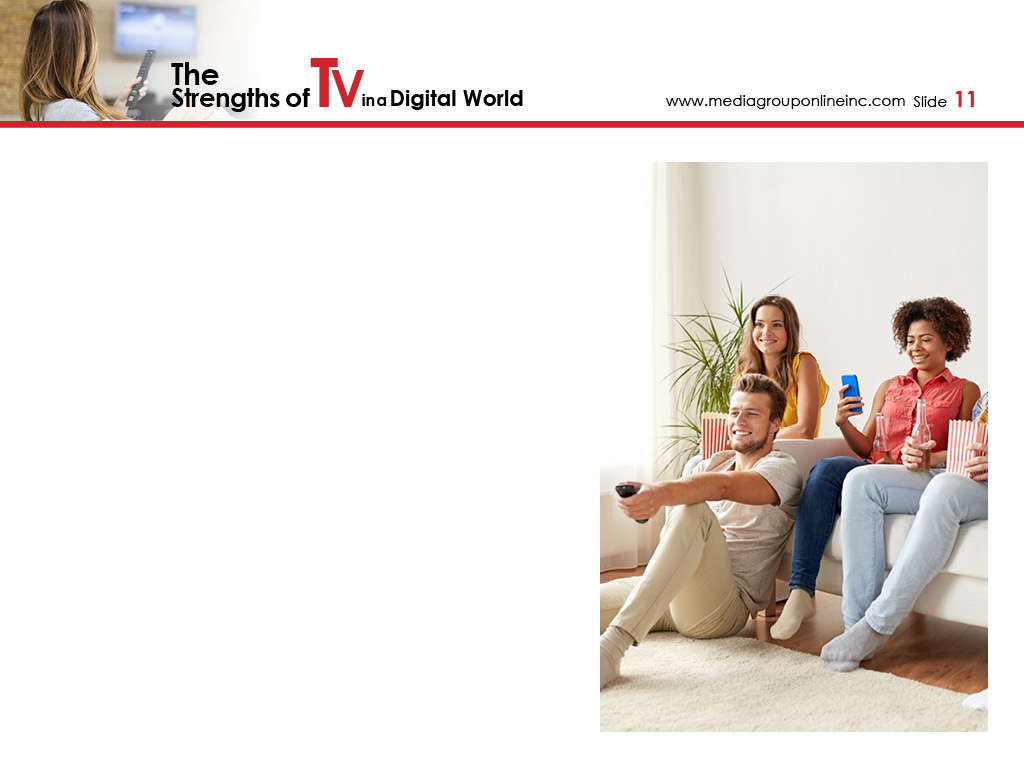 The
Strengths of TV in a Digital World
www.mediagrouponlineinc.com Slide 11